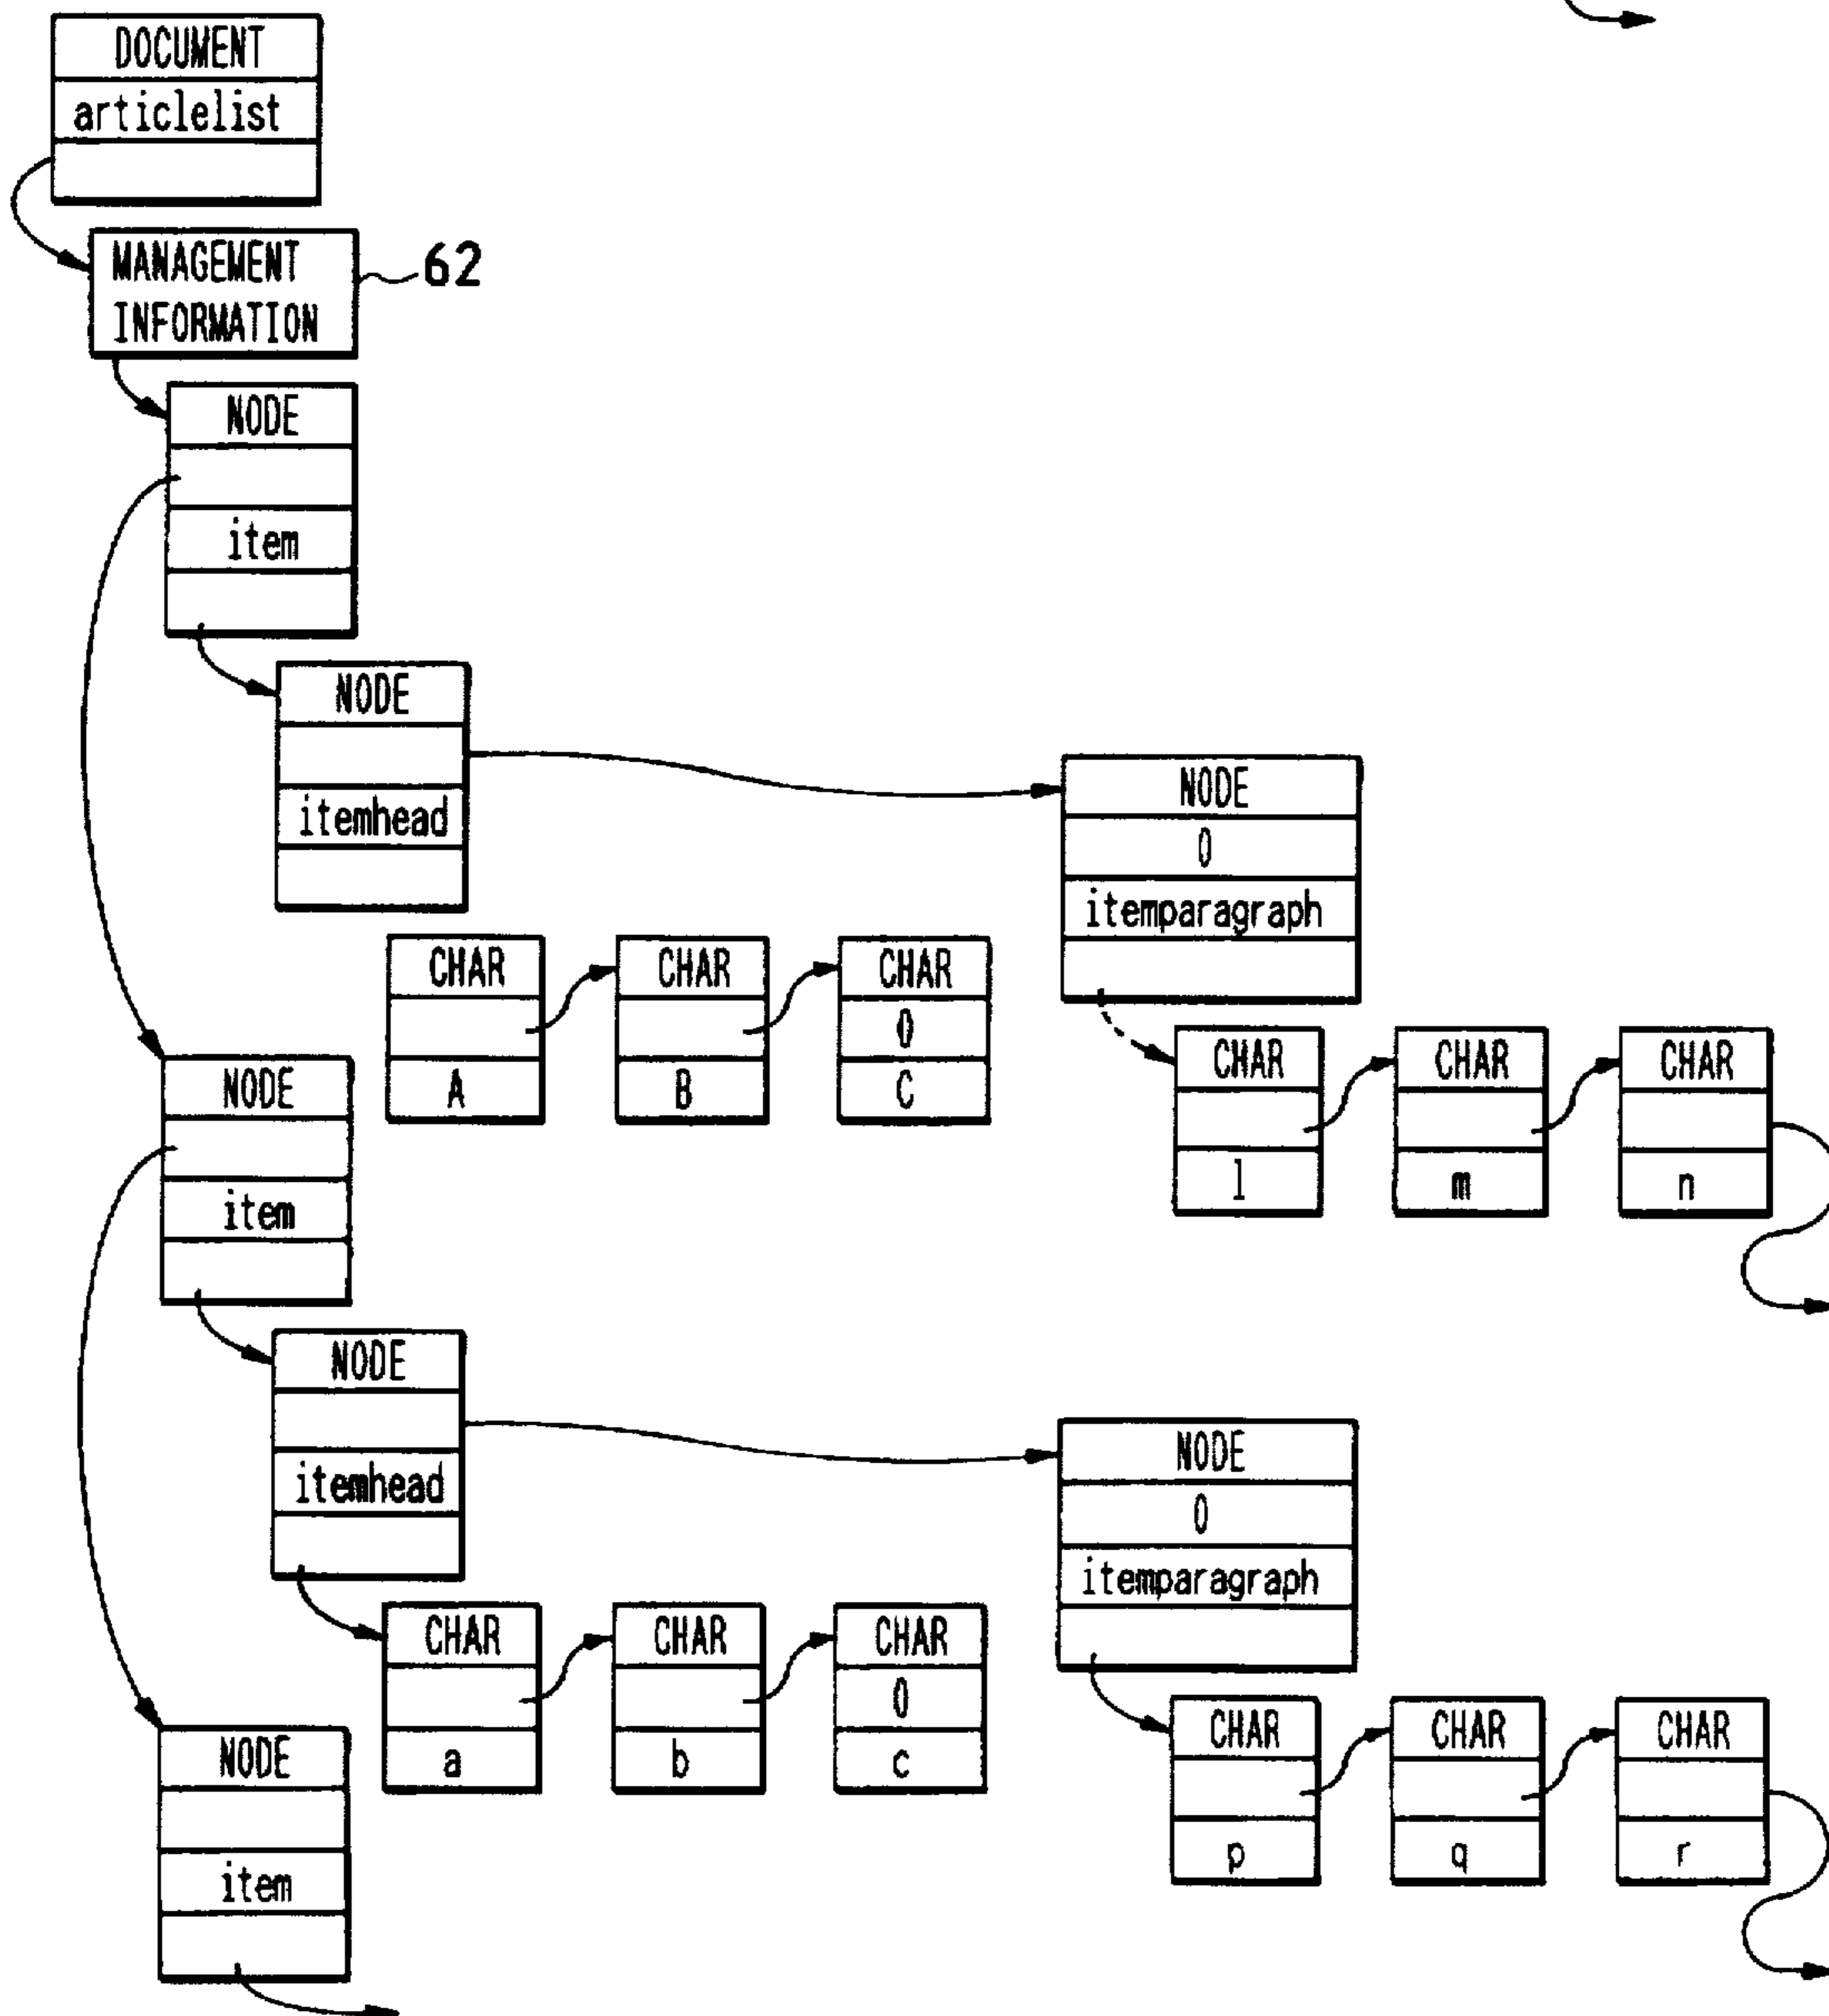 DOCUMENT
articlelist
MANAGEMENT
INFORMATION
62
NODE
item
NODE
itemhead
NODE
0
itemparagraph
CHAR
A
CHAR
B
CHAR
0
C
CHAR
l
CHAR
m
CHAR
n
NODE
item
NODE
itemhead
NODE
0
itemparagraph
CHAR
a
CHAR
b
CHAR
0
c
CHAR
p
CHAR
q
CHAR
r
NODE
item